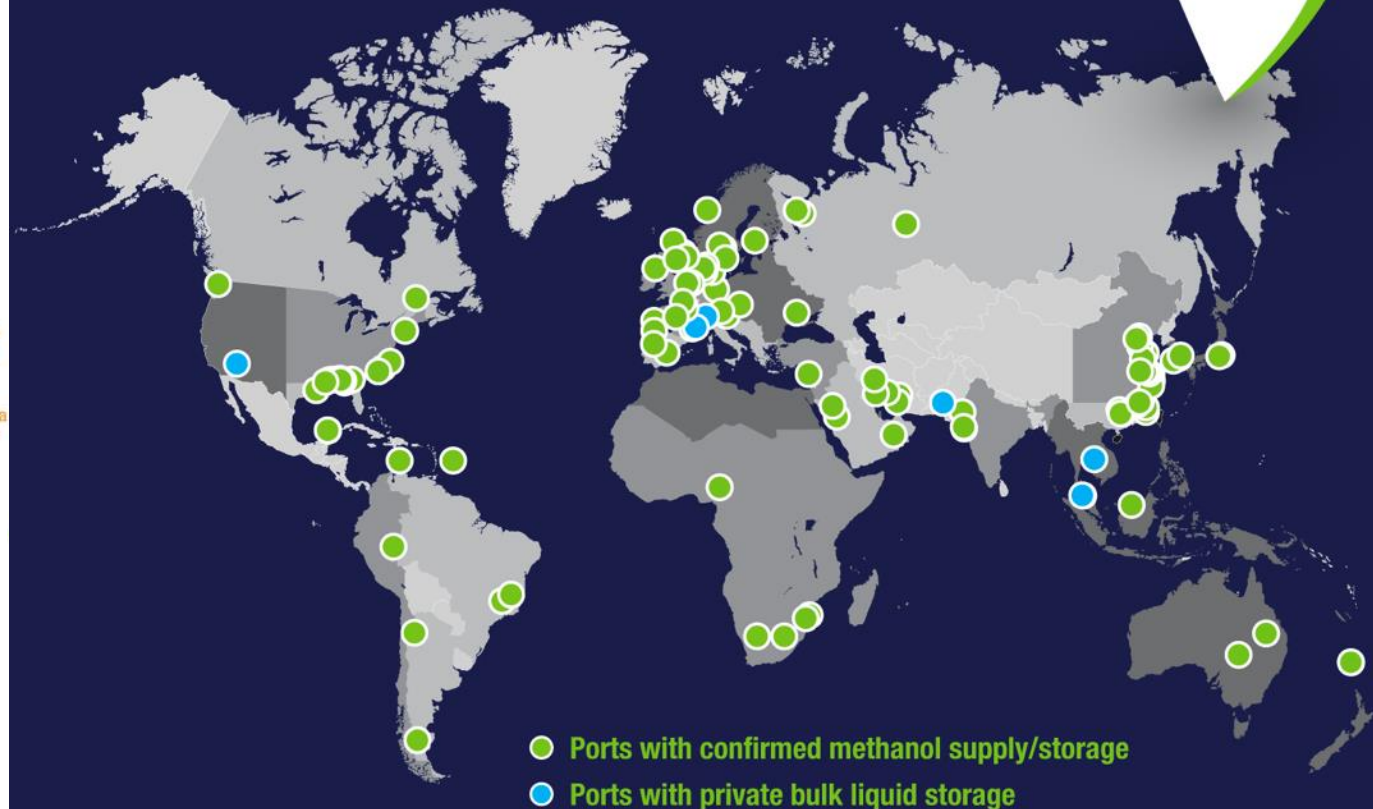 a
Ports with confirmed methanol supply/storage
Ports with private bulk liquid storage